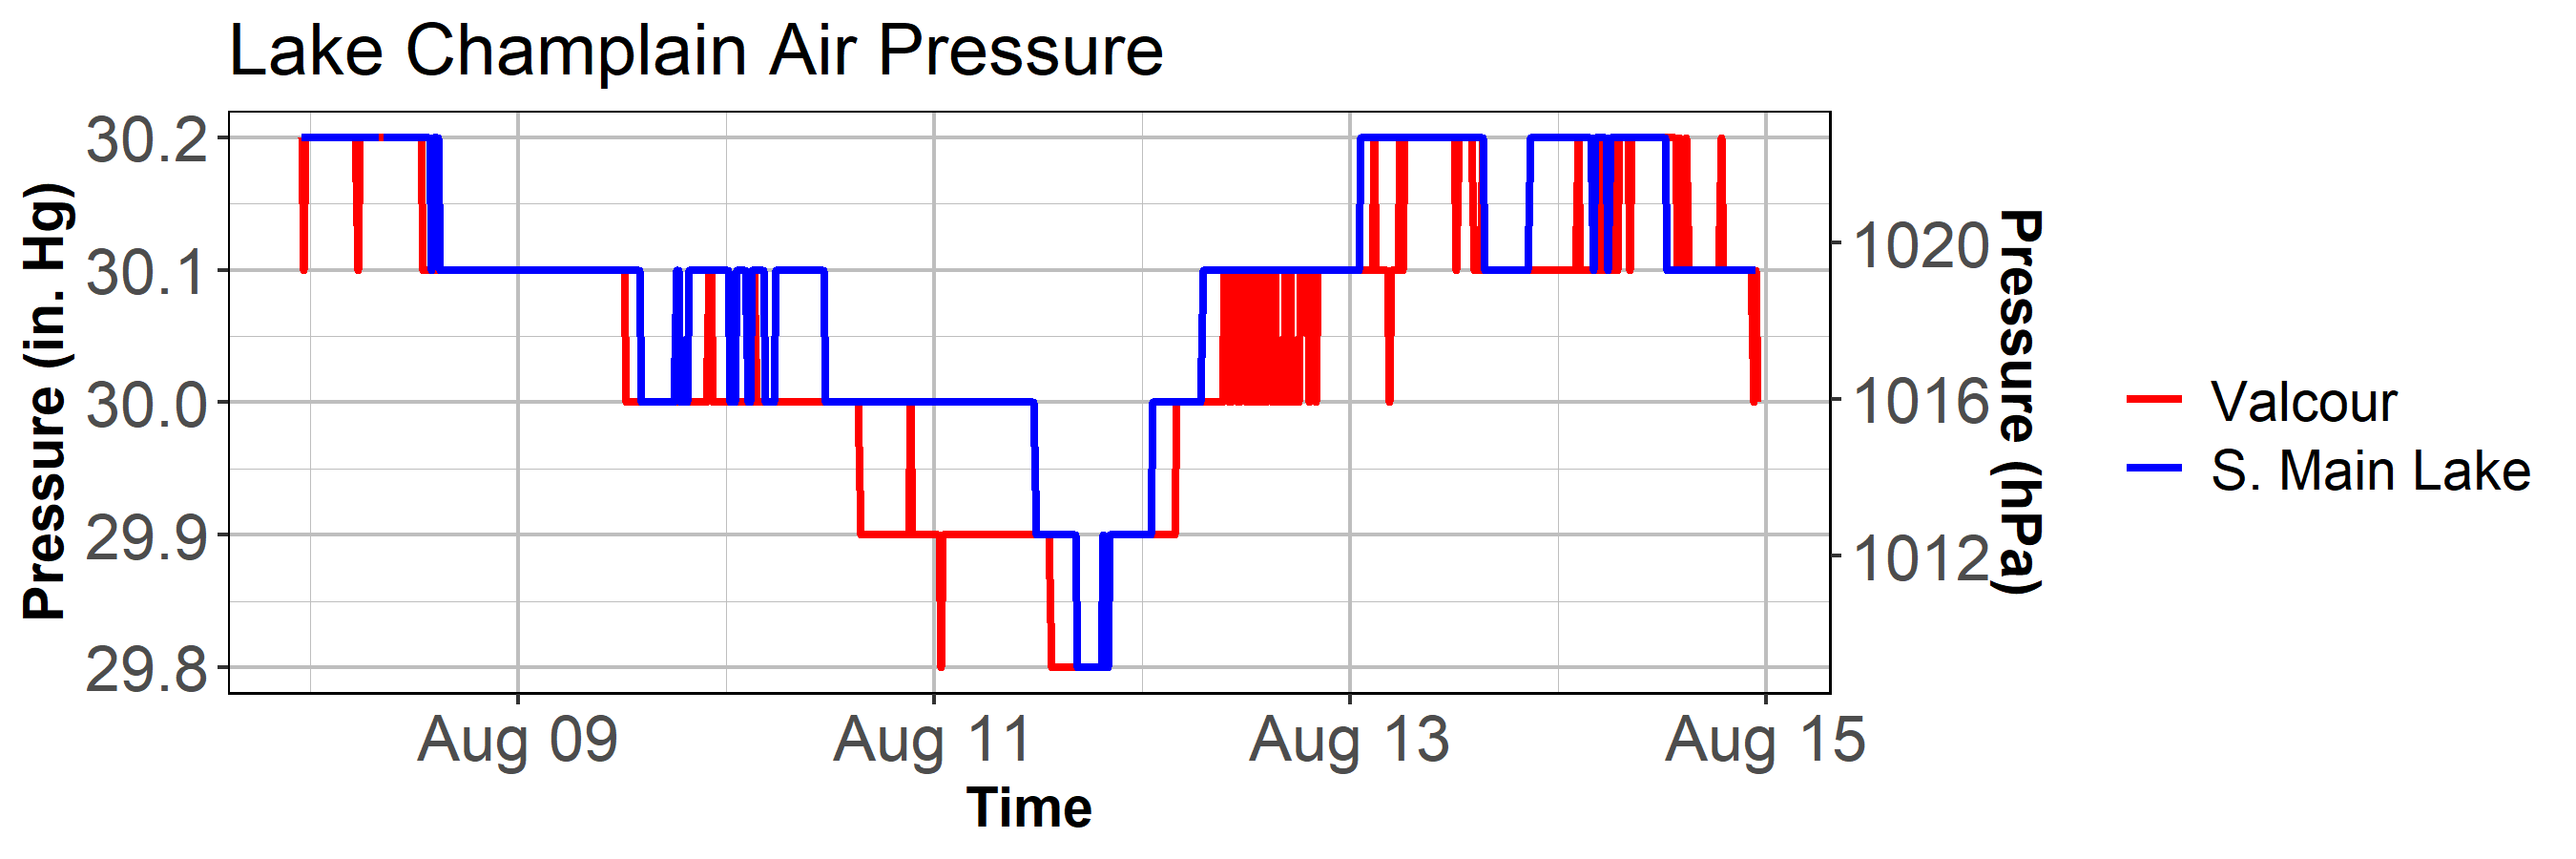 Lake Champlain Air Pressure
Pressure (in. Hg)
30.2
30.1
30.0
29.9
29.8
1020
1016
1012
Pressure (hPa)
Aug 09
Aug 11
Aug 13
Aug 15
Time
Valcour
S. Main Lake